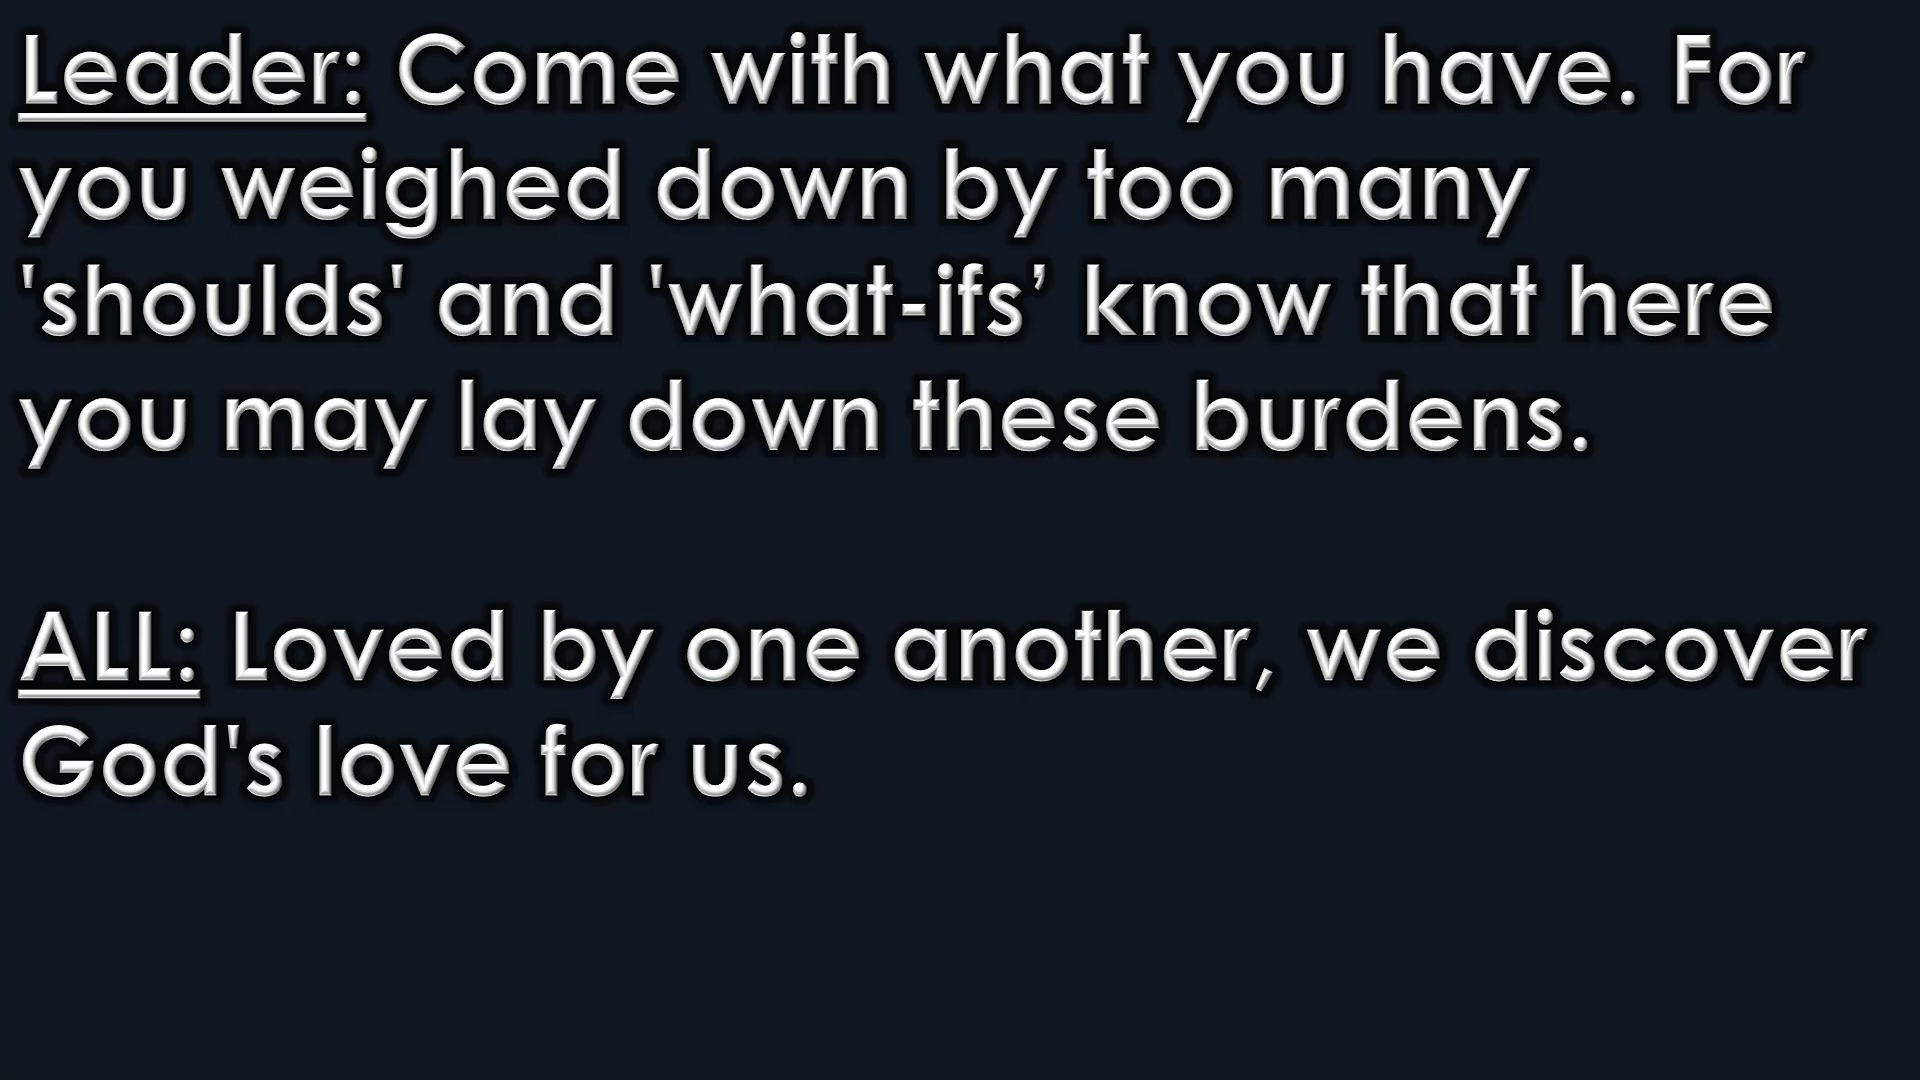 Leader: Come with what you have. For
you weighed down by too many
'shoulds' and 'what-ifs’ know that here
you may lay down these burdens.
ALL: Loved by one another, we discover
God's love for us.